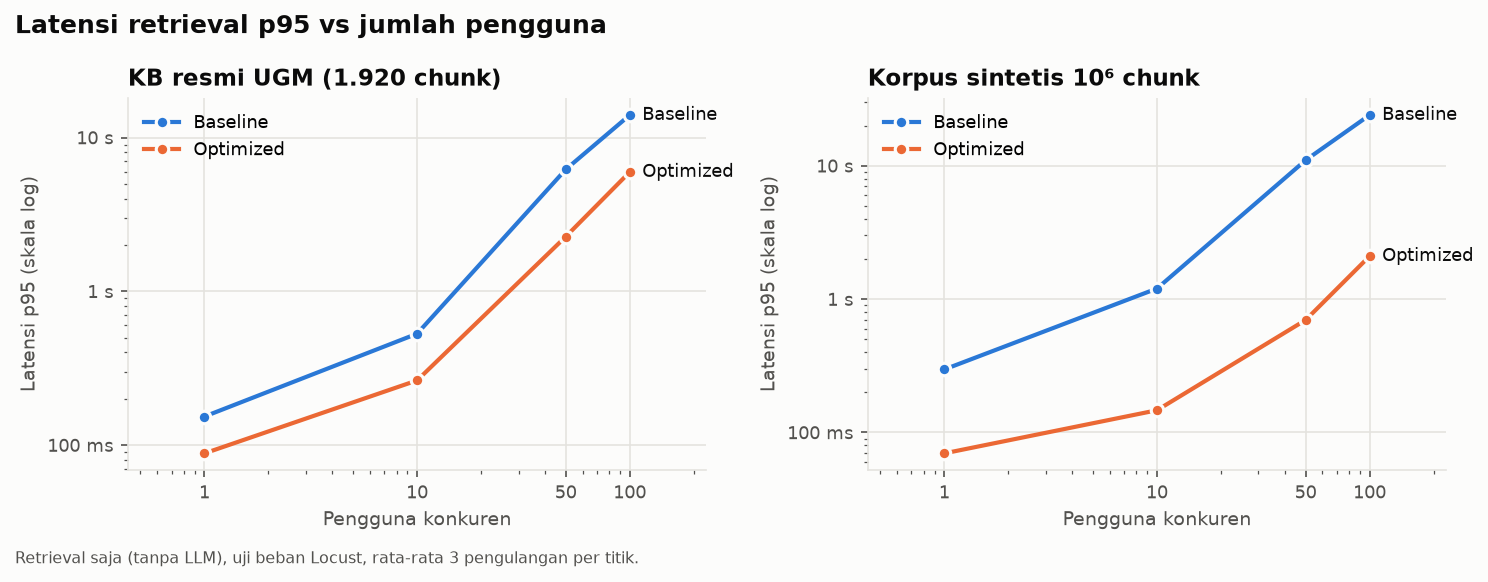 Latensi retrieval p95 vs jumlah pengguna
KB resmi UGM (1.920 chunk)
Baseline
Optimized
Baseline
Optimized
10 s
1 s
100 ms
Latensi p95 (skala log)
1
10
50
100
Pengguna konkuren
Korpus sintetis 10⁶ chunk
Baseline
Optimized
Baseline
Optimized
10 s
1 s
100 ms
Latensi p95 (skala log)
1
10
50
100
Pengguna konkuren
Retrieval saja (tanpa LLM), uji beban Locust, rata-rata 3 pengulangan per titik.